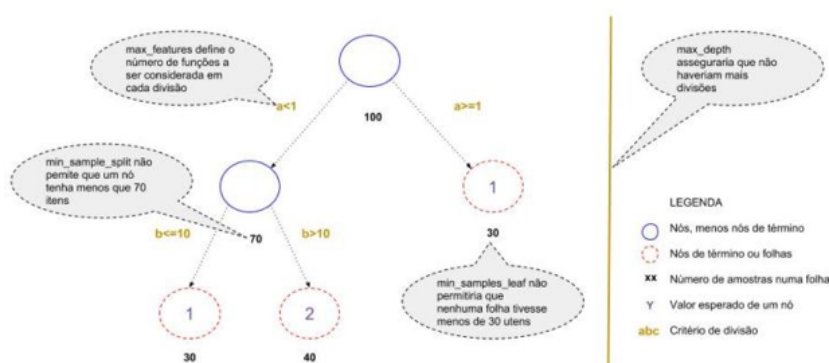 max_features define o
número de funções a
ser considerada em
cada divisão
max_depth
asseguraria que não
haveriam mais
divisões
a<1
a>=1
100
min_sample_split não
pemite que um nó
tenha menos que 70
itens
1
30
b<=10
b>10
70
min_samples_leaf não
permitiria que
nenhuma folha tivesse
menos de 30 utens
1
2
30
40
LEGENDA
Nós, menos nós de término
Nós de término ou folhas
xx Número de amostras numa folha
Y Valor esperado de um nó
abc Critério de divisão